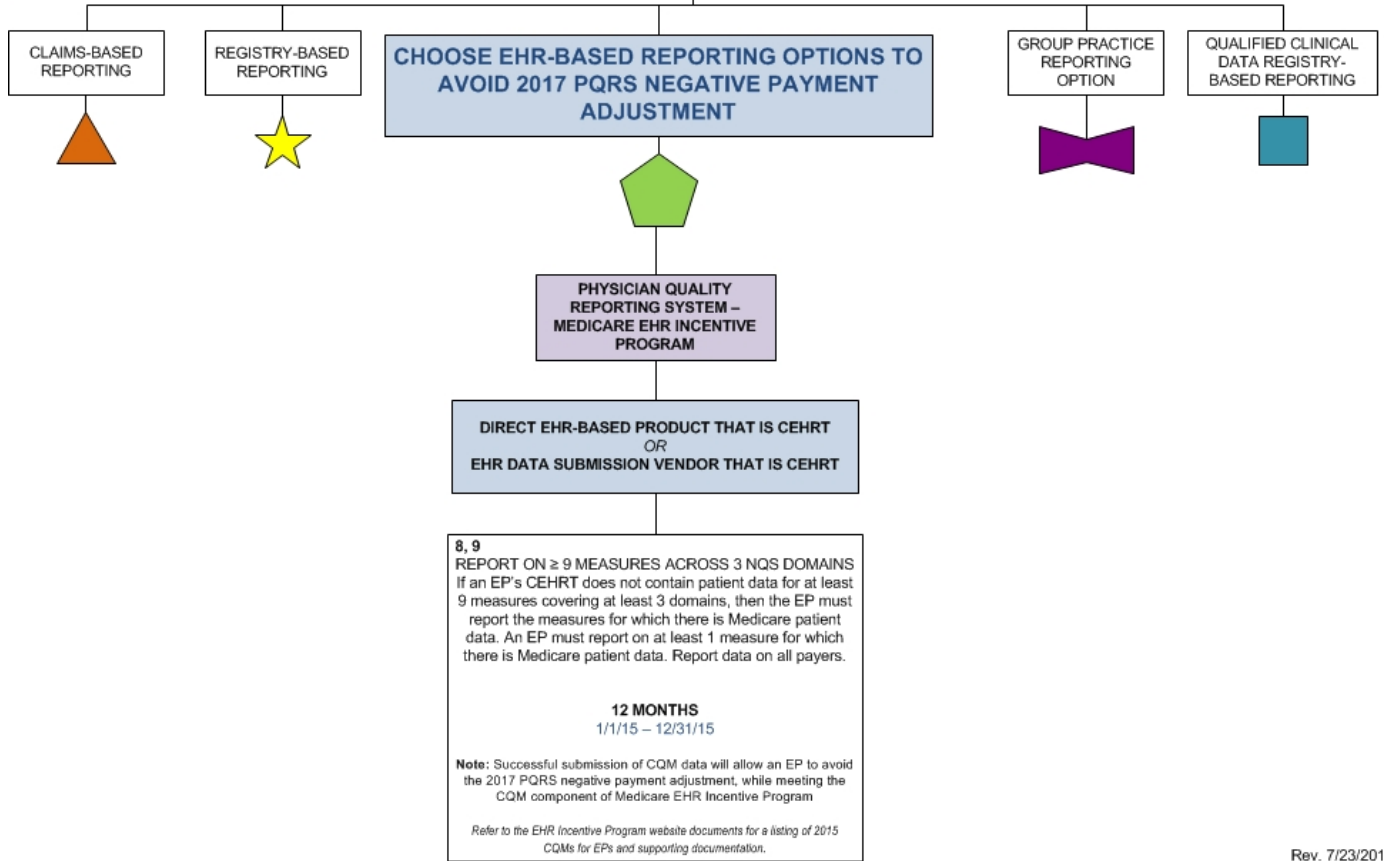 CLAIMS-BASED
REPORTING
REGISTRY-BASED
REPORTING
CHOOSE EHR-BASED REPORTING OPTIONS TO
AVOID 2017 PQRS NEGATIVE PAYMENT
ADJUSTMENT
GROUP PRACTICE
REPORTING
OPTION
QUALIFIED CLINICAL
DATA REGISTRY-
BASED REPORTING
PHYSICIAN QUALITY
REPORTING SYSTEM –
MEDICARE EHR INCENTIVE
PROGRAM
DIRECT EHR-BASED PRODUCT THAT IS CEHRT
OR
EHR DATA SUBMISSION VENDOR THAT IS CEHRT
8, 9
REPORT ON ≥ 9 MEASURES ACROSS 3 NQS DOMAINS
If an EP's CEHRT does not contain patient data for at least
9 measures covering at least 3 domains, then the EP must
report the measures for which there is Medicare patient
data. An EP must report on at least 1 measure for which
there is Medicare patient data. Report data on all payers.
12 MONTHS
1/1/15 – 12/31/15
Note: Successful submission of CQM data will allow an EP to avoid
the 2017 PQRS negative payment adjustment, while meeting the
CQM component of Medicare EHR Incentive Program
Refer to the EHR Incentive Program website documents for a listing of 2015
CQMs for EPs and supporting documentation.
Rev. 7/23/201